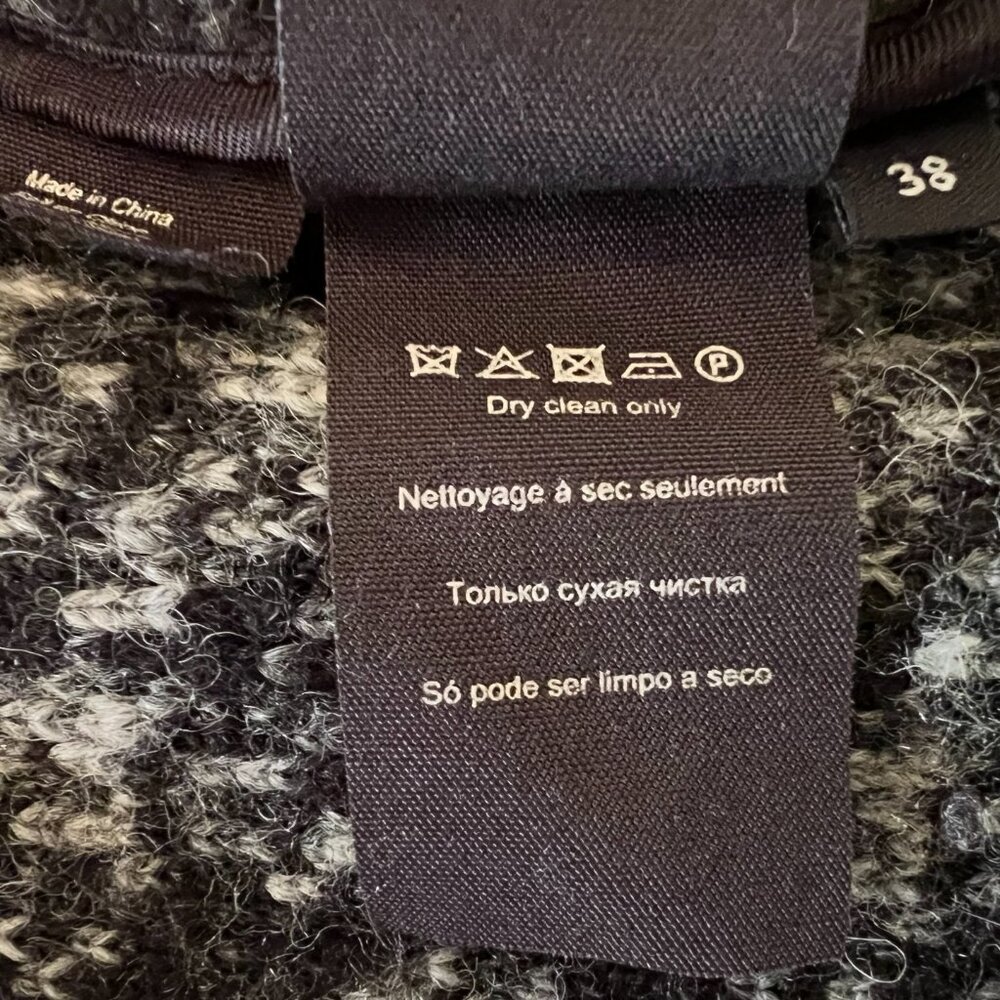 Made in China
38
P
Dry clean only
Nettoyage à sec seulement
Только сухая чистка
Só pode ser limpo a seco